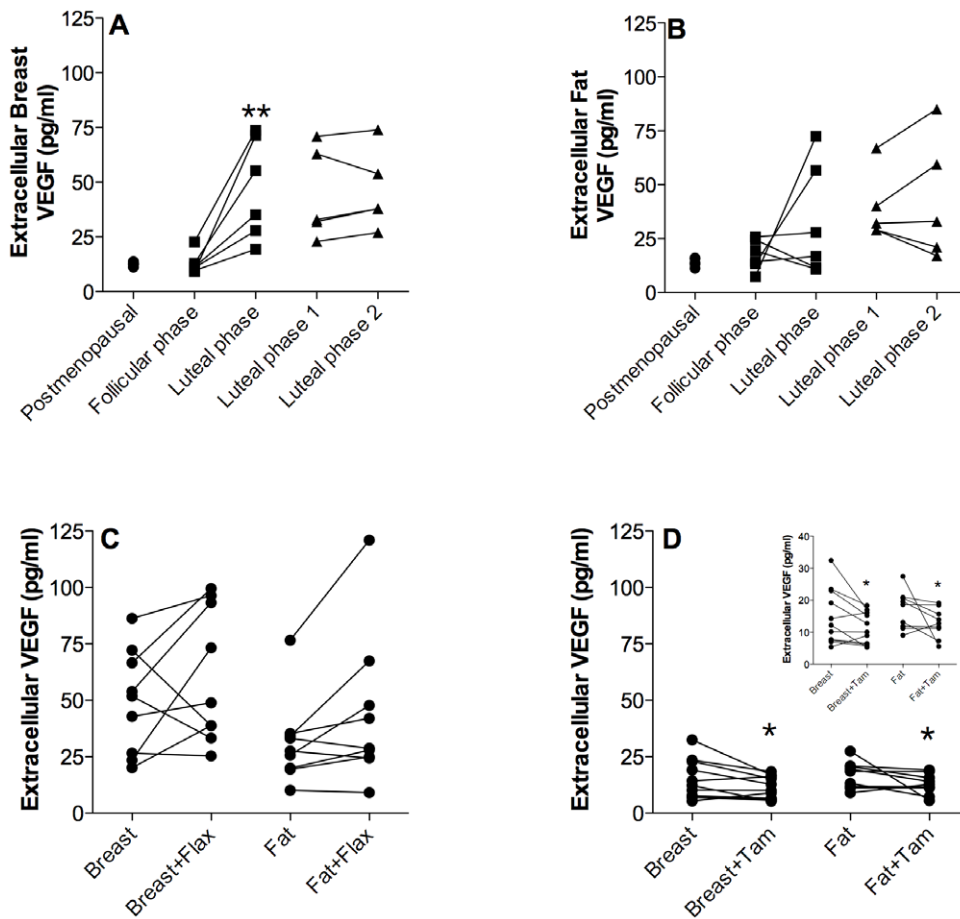 A
Extracellular Breast
VEGF (pg/ml)
125
100
75
50
25
0
**
Postmenopausal
Follicular phase
Luteal phase
Luteal phase 1
Luteal phase 2
B
Extracellular Fat
VEGF (pg/ml)
125
100
75
50
25
0
Postmenopausal
Follicular phase
Luteal phase
Luteal phase 1
Luteal phase 2
C
Extracellular VEGF (pg/ml)
125
100
75
50
25
0
Breast
Breast+Flax
Fat
Fat+Flax
D
Extracellular VEGF (pg/ml)
125
100
75
50
25
0
*
*
Breast
Breast+Tam
Fat
Fat+Tam
Extracellular VEGF (pg/ml)
40
30
20
10
0
*
*
Breast
Breast+Tam
Fat
Fat+Tam